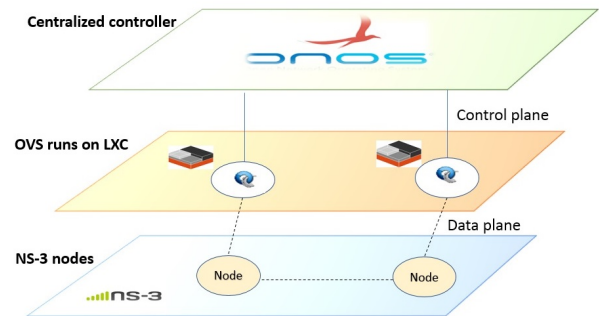 Centralized controller
onos
Control plane
OVS runs on LXC
Data plane
NS-3 nodes
Node
Node
ns-3